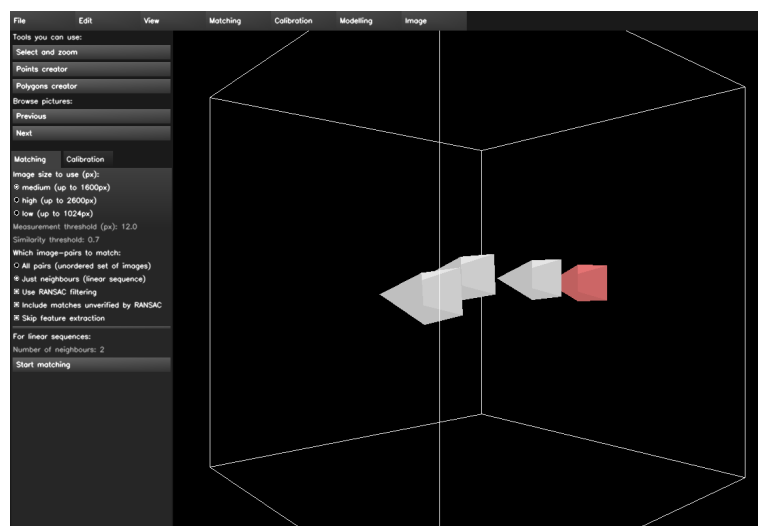 File Edit View Matching Calibration Modelling Image
Tools you can use:
Select and zoom
Points creator
Polygons creator
Browse pictures:
Previous
Next
Matching Calibration
Image size to use (px):
medium (up to 1600px)
high (up to 2600px)
low (up to 1024px)
Measurement threshold (px): 12.0
Similarity threshold: 0.7
Which image-pairs to match:
All pairs (unordered set of images)
Just neighbours (linear sequence)
Use RANSAC filtering
Include matches unverified by RANSAC
Skip feature extraction
For linear sequences:
Number of neighbours: 2
Start matching